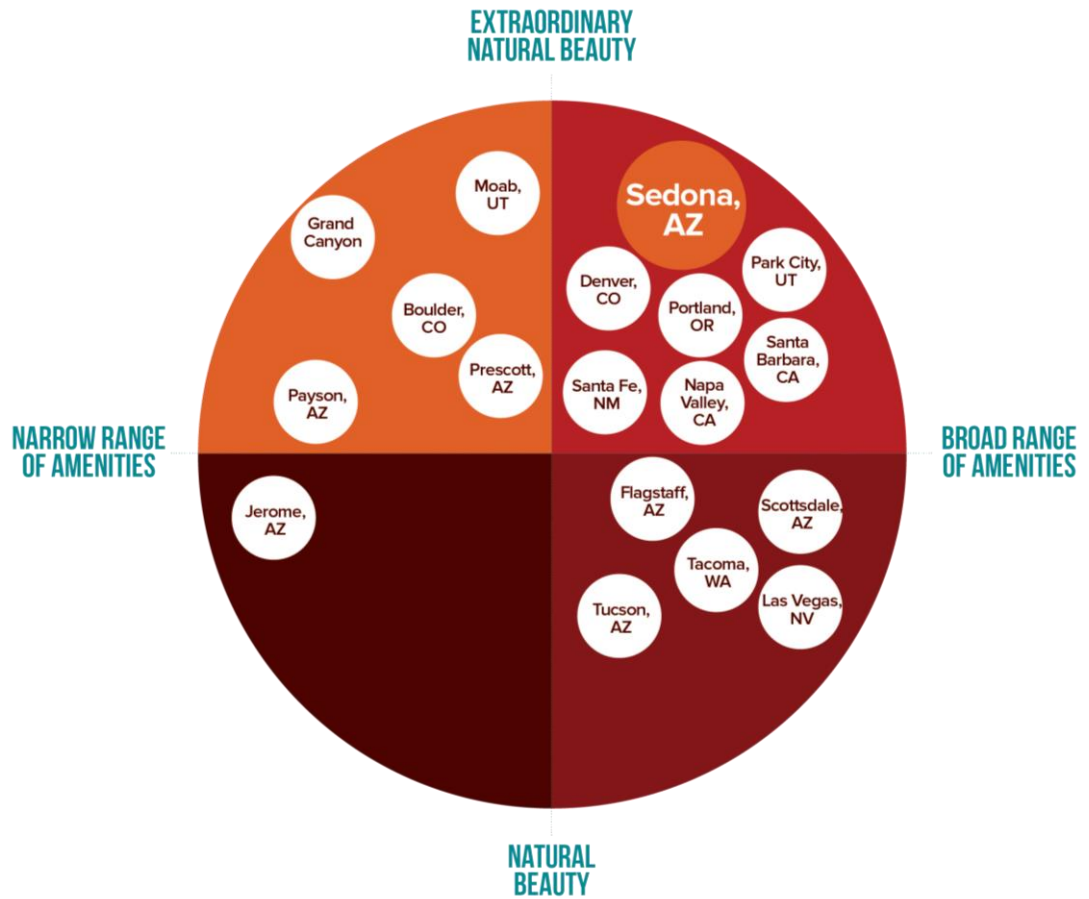 EXTRAORDINARY
NATURAL BEAUTY
Moab,
UT
Grand
Canyon
Boulder,
CO
Prescott,
AZ
Payson,
AZ
Sedona,
AZ
Park City,
UT
Denver,
CO
Portland,
OR
Santa
Barbara,
CA
Santa Fe,
NM
Napa
Valley,
CA
NARROW RANGE
OF AMENITIES
BROAD RANGE
OF AMENITIES
Jerome,
AZ
Flagstaff,
AZ
Scottsdale,
AZ
Tacoma,
WA
Tucson,
AZ
Las Vegas,
NV
NATURAL
BEAUTY